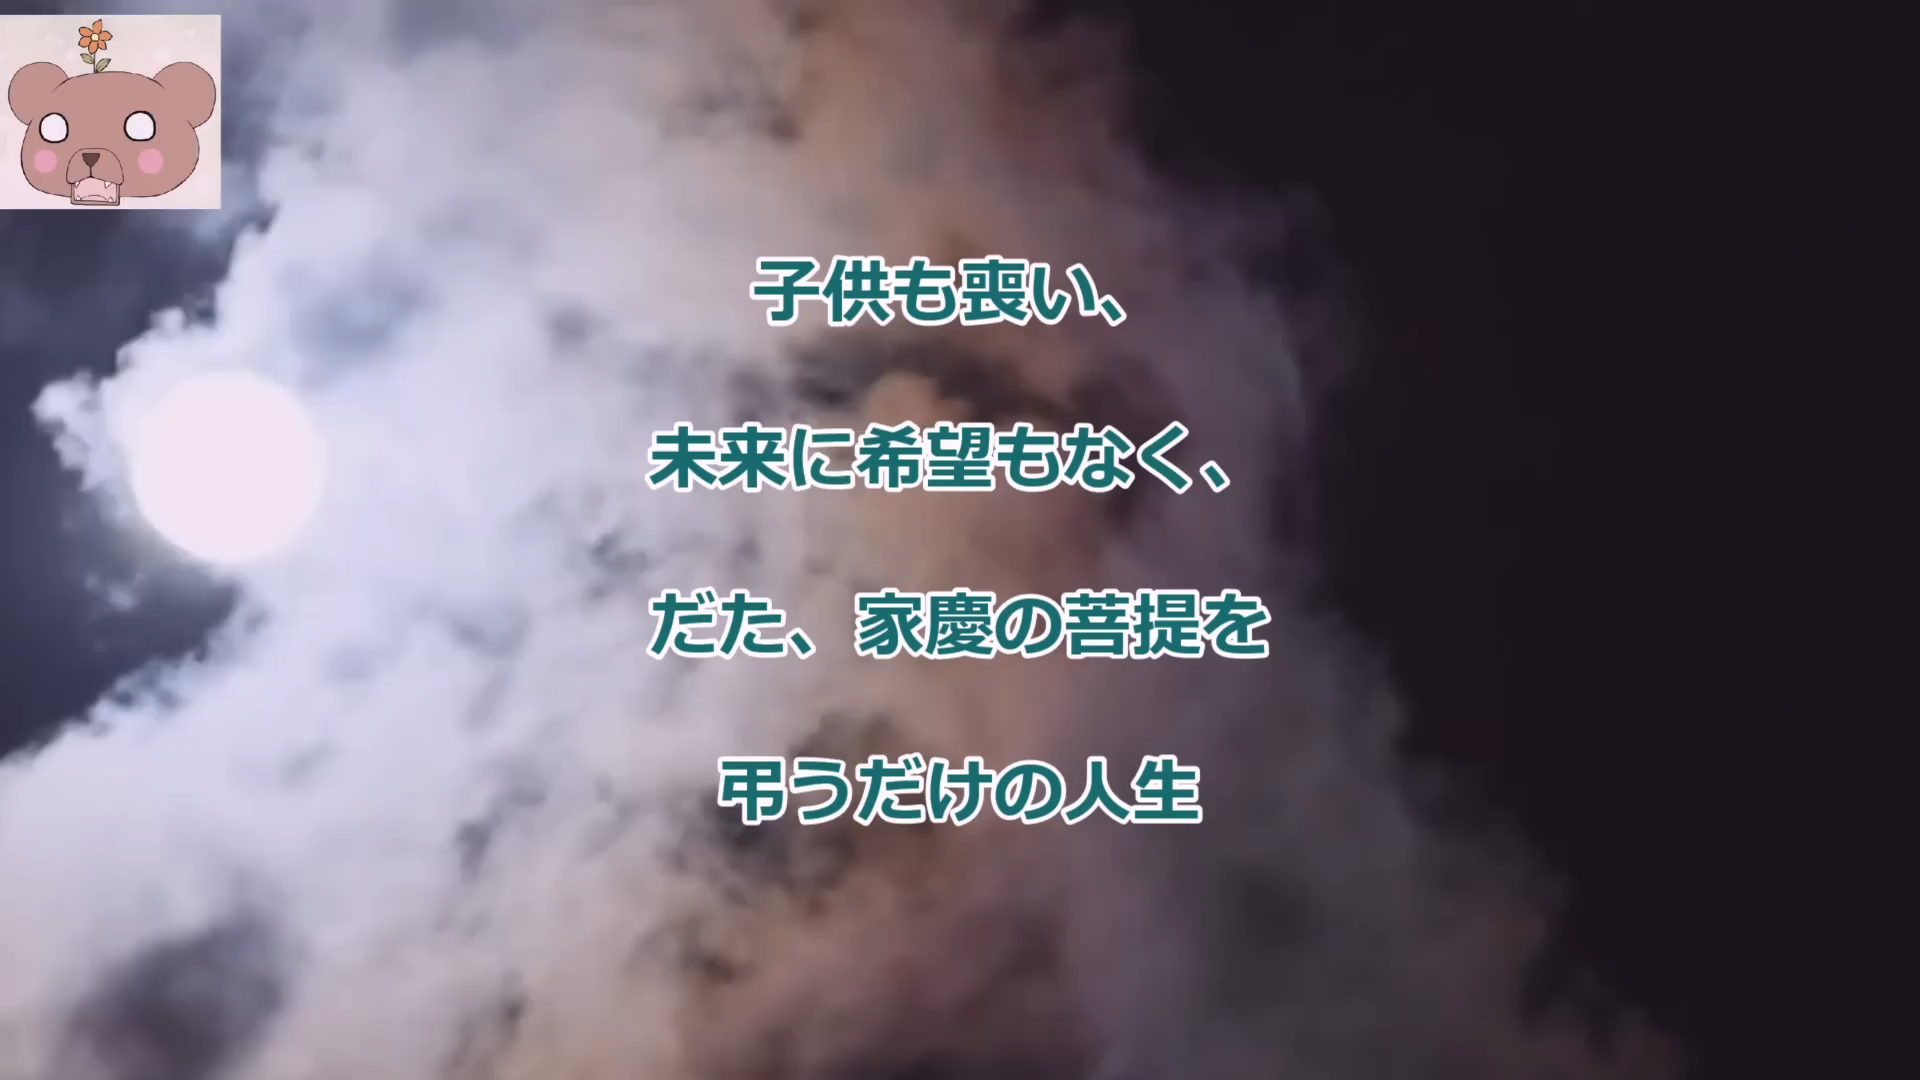 子供も喪い、
未来に希望もなく、
だた、家慶の菩提を
弔うだけの人生